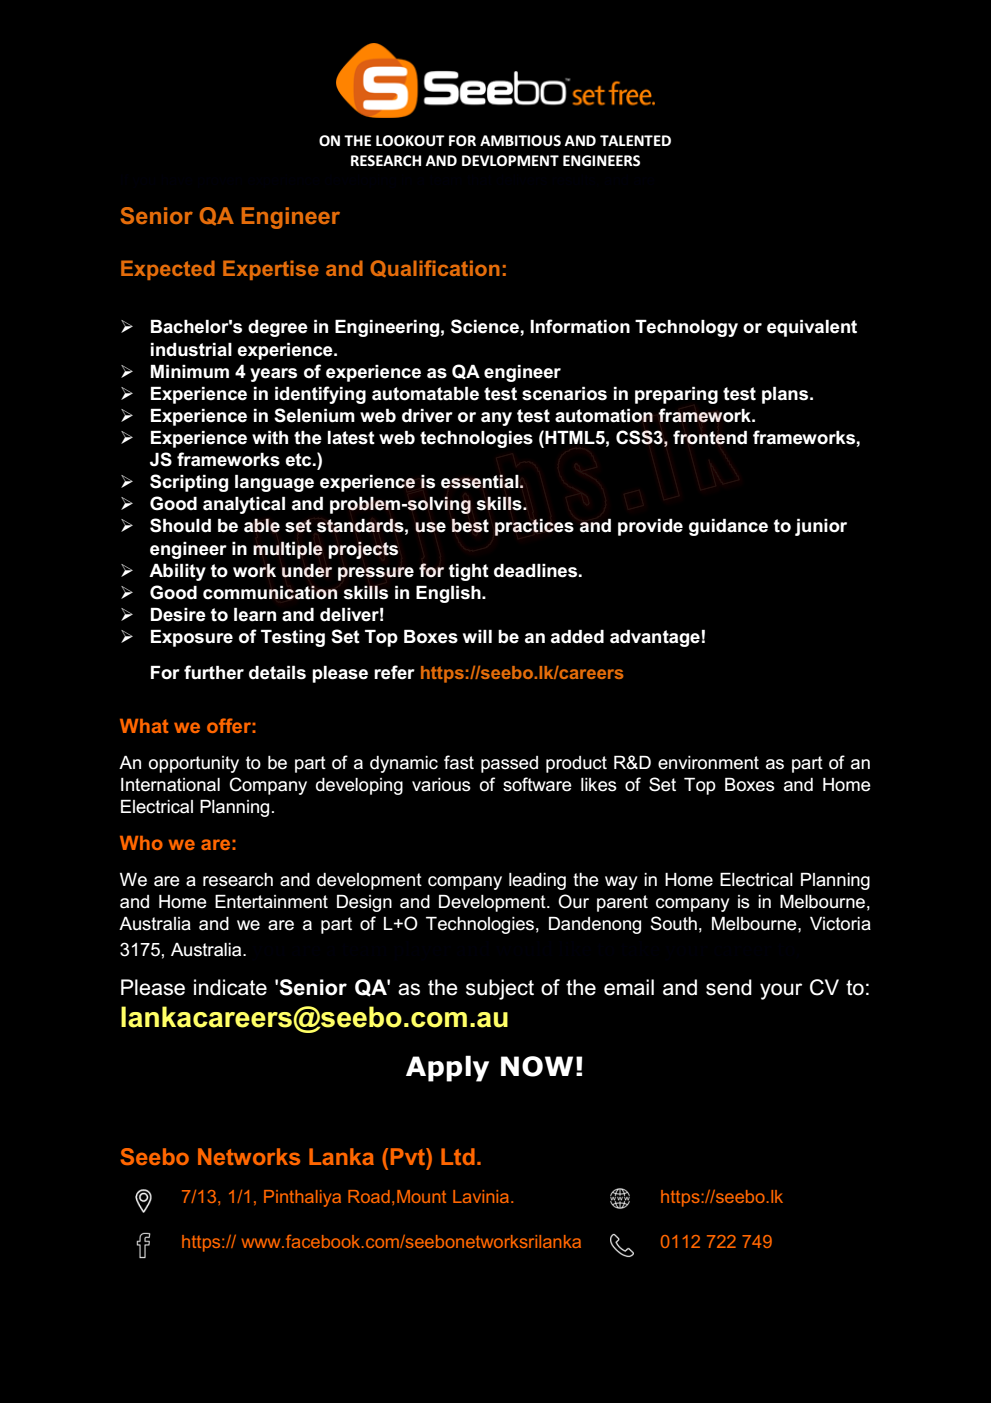 Seebo™ set free.
ON THE LOOKOUT FOR AMBITIOUS AND TALENTED
RESEARCH AND DEVLOPMENT ENGINEERS
Senior QA Engineer
Expected Expertise and Qualification:
➢ Bachelor's degree in Engineering, Science, Information Technology or equivalent
industrial experience.
➢ Minimum 4 years of experience as QA engineer
➢ Experience in identifying automatable test scenarios in preparing test plans.
➢ Experience in Selenium web driver or any test automation framework.
➢ Experience with the latest web technologies (HTML5, CSS3, frontend frameworks,
JS frameworks etc.)
➢ Scripting language experience is essential.
➢ Good analytical and problem-solving skills.
➢ Should be able set standards, use best practices and provide guidance to junior
engineer in multiple projects
➢ Ability to work under pressure for tight deadlines.
➢ Good communication skills in English.
➢ Desire to learn and deliver!
➢ Exposure of Testing Set Top Boxes will be an added advantage!
For further details please refer https://seebo.lk/careers
topjobs.lk
What we offer:
An opportunity to be part of a dynamic fast passed product R&D environment as part of an
International Company developing various of software likes of Set Top Boxes and Home
Electrical Planning.
Who we are:
We are a research and development company leading the way in Home Electrical Planning
and Home Entertainment Design and Development. Our parent company is in Melbourne,
Australia and we are a part of L+O Technologies, Dandenong South, Melbourne, Victoria
3175, Australia.
Please indicate 'Senior QA' as the subject of the email and send your CV to:
lankacareers@seebo.com.au
Apply NOW!
Seebo Networks Lanka (Pvt) Ltd.
7/13, 1/1, Pinthaliya Road,Mount Lavinia.
https://seebo.lk
https:// www.facebook.com/seebonetworksrilanka
0112 722 749